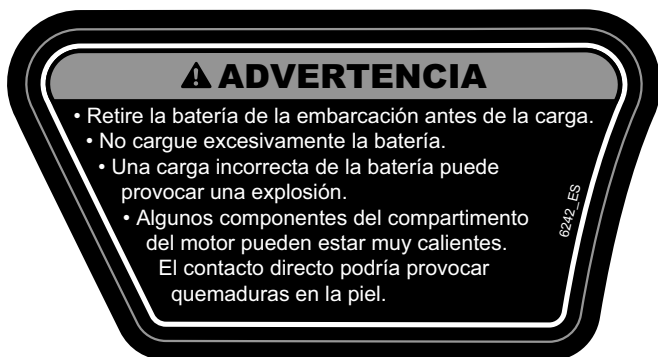 ADVERTENCIA
• Retire la batería de la embarcación antes de la carga.
• No cargue excesivamente la batería.
• Una carga incorrecta de la batería puede
provocar una explosión.
• Algunos componentes del compartimento
del motor pueden estar muy calientes.
El contacto directo podría provocar
quemaduras en la piel.
6242_ES